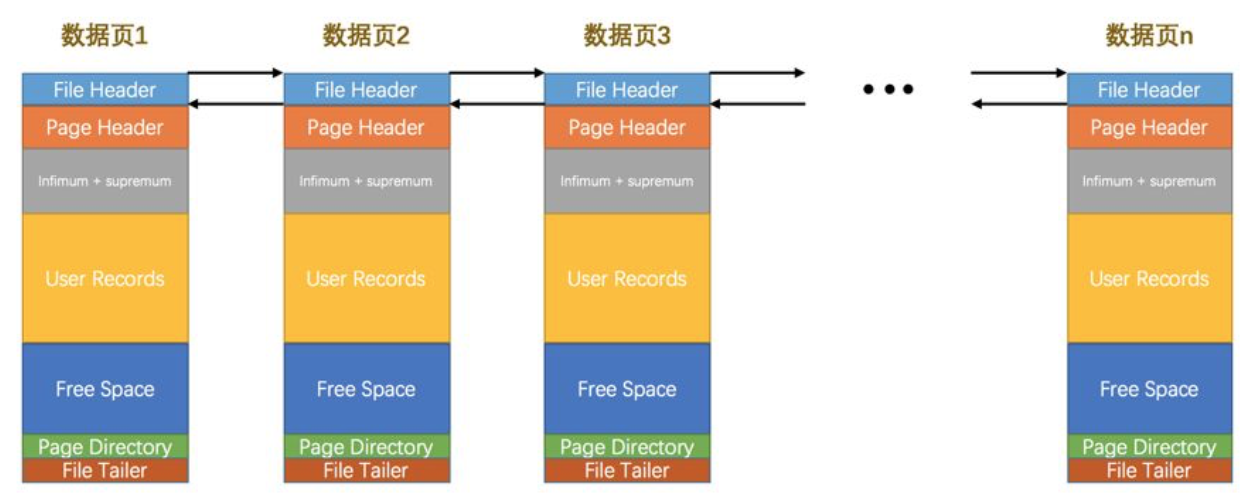 数据页1 数据页2 数据页3 数据页n
File Header File Header File Header ••• File Header
Page Header Page Header Page Header Page Header
Infimum + supremum Infimum + supremum Infimum + supremum Infimum + supremum
User Records User Records User Records User Records
Free Space Free Space Free Space Free Space
Page Directory Page Directory Page Directory Page Directory
File Tailer File Tailer File Tailer File Tailer